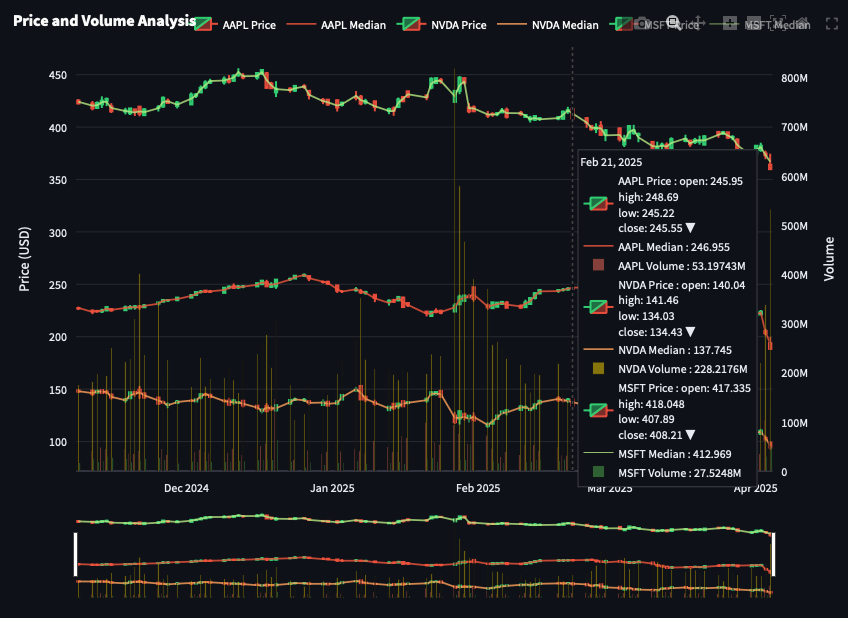 Price and Volume Analysis
AAPL Price AAPL Median NVDA Price NVDA Median MSFT Price MSFT Median
450
400
350
300
250
200
150
100
Price (USD)
800M
700M
600M
500M
400M
300M
200M
100M
0
Volume
Feb 21, 2025
AAPL Price : open: 245.95
high: 248.69
low: 245.22
close: 245.55 ▼
AAPL Median : 246.955
AAPL Volume : 53.19743M
NVDA Price : open: 140.04
high: 141.46
low: 134.03
close: 134.43 ▼
NVDA Median : 137.745
NVDA Volume : 228.2176M
MSFT Price : open: 417.335
high: 418.048
low: 407.89
close: 408.21 ▼
MSFT Median : 412.969
MSFT Volume : 27.5248M
Dec 2024 Jan 2025 Feb 2025 Mar 2025 Apr 2025